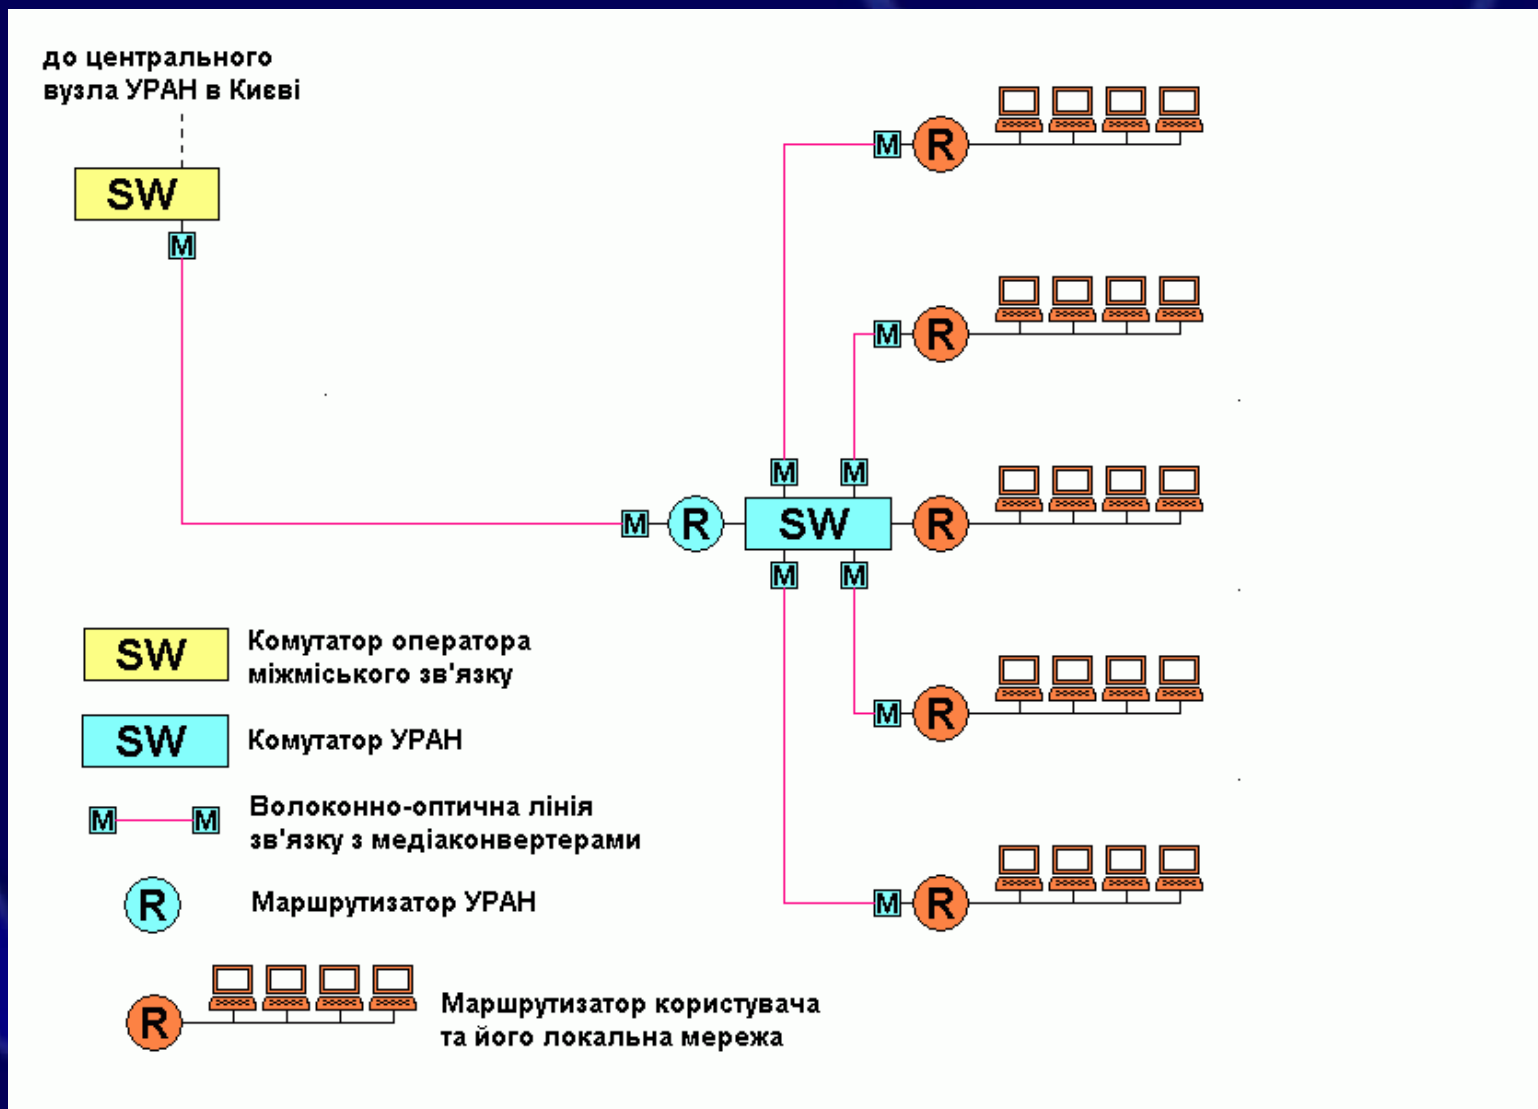 до центрального
вузла УРАН в Києві
SW
M
M
R
M
R
M
M
M
R
SW
R
M
M
M
R
M
R
SW
Комутатор оператора
міжміського зв'язку
SW
Комутатор УРАН
M
M
Волоконно-оптична лінія
зв'язку з медіаконвертерами
R
Маршрутизатор УРАН
R
Маршрутизатор користувача
та його локальна мережа